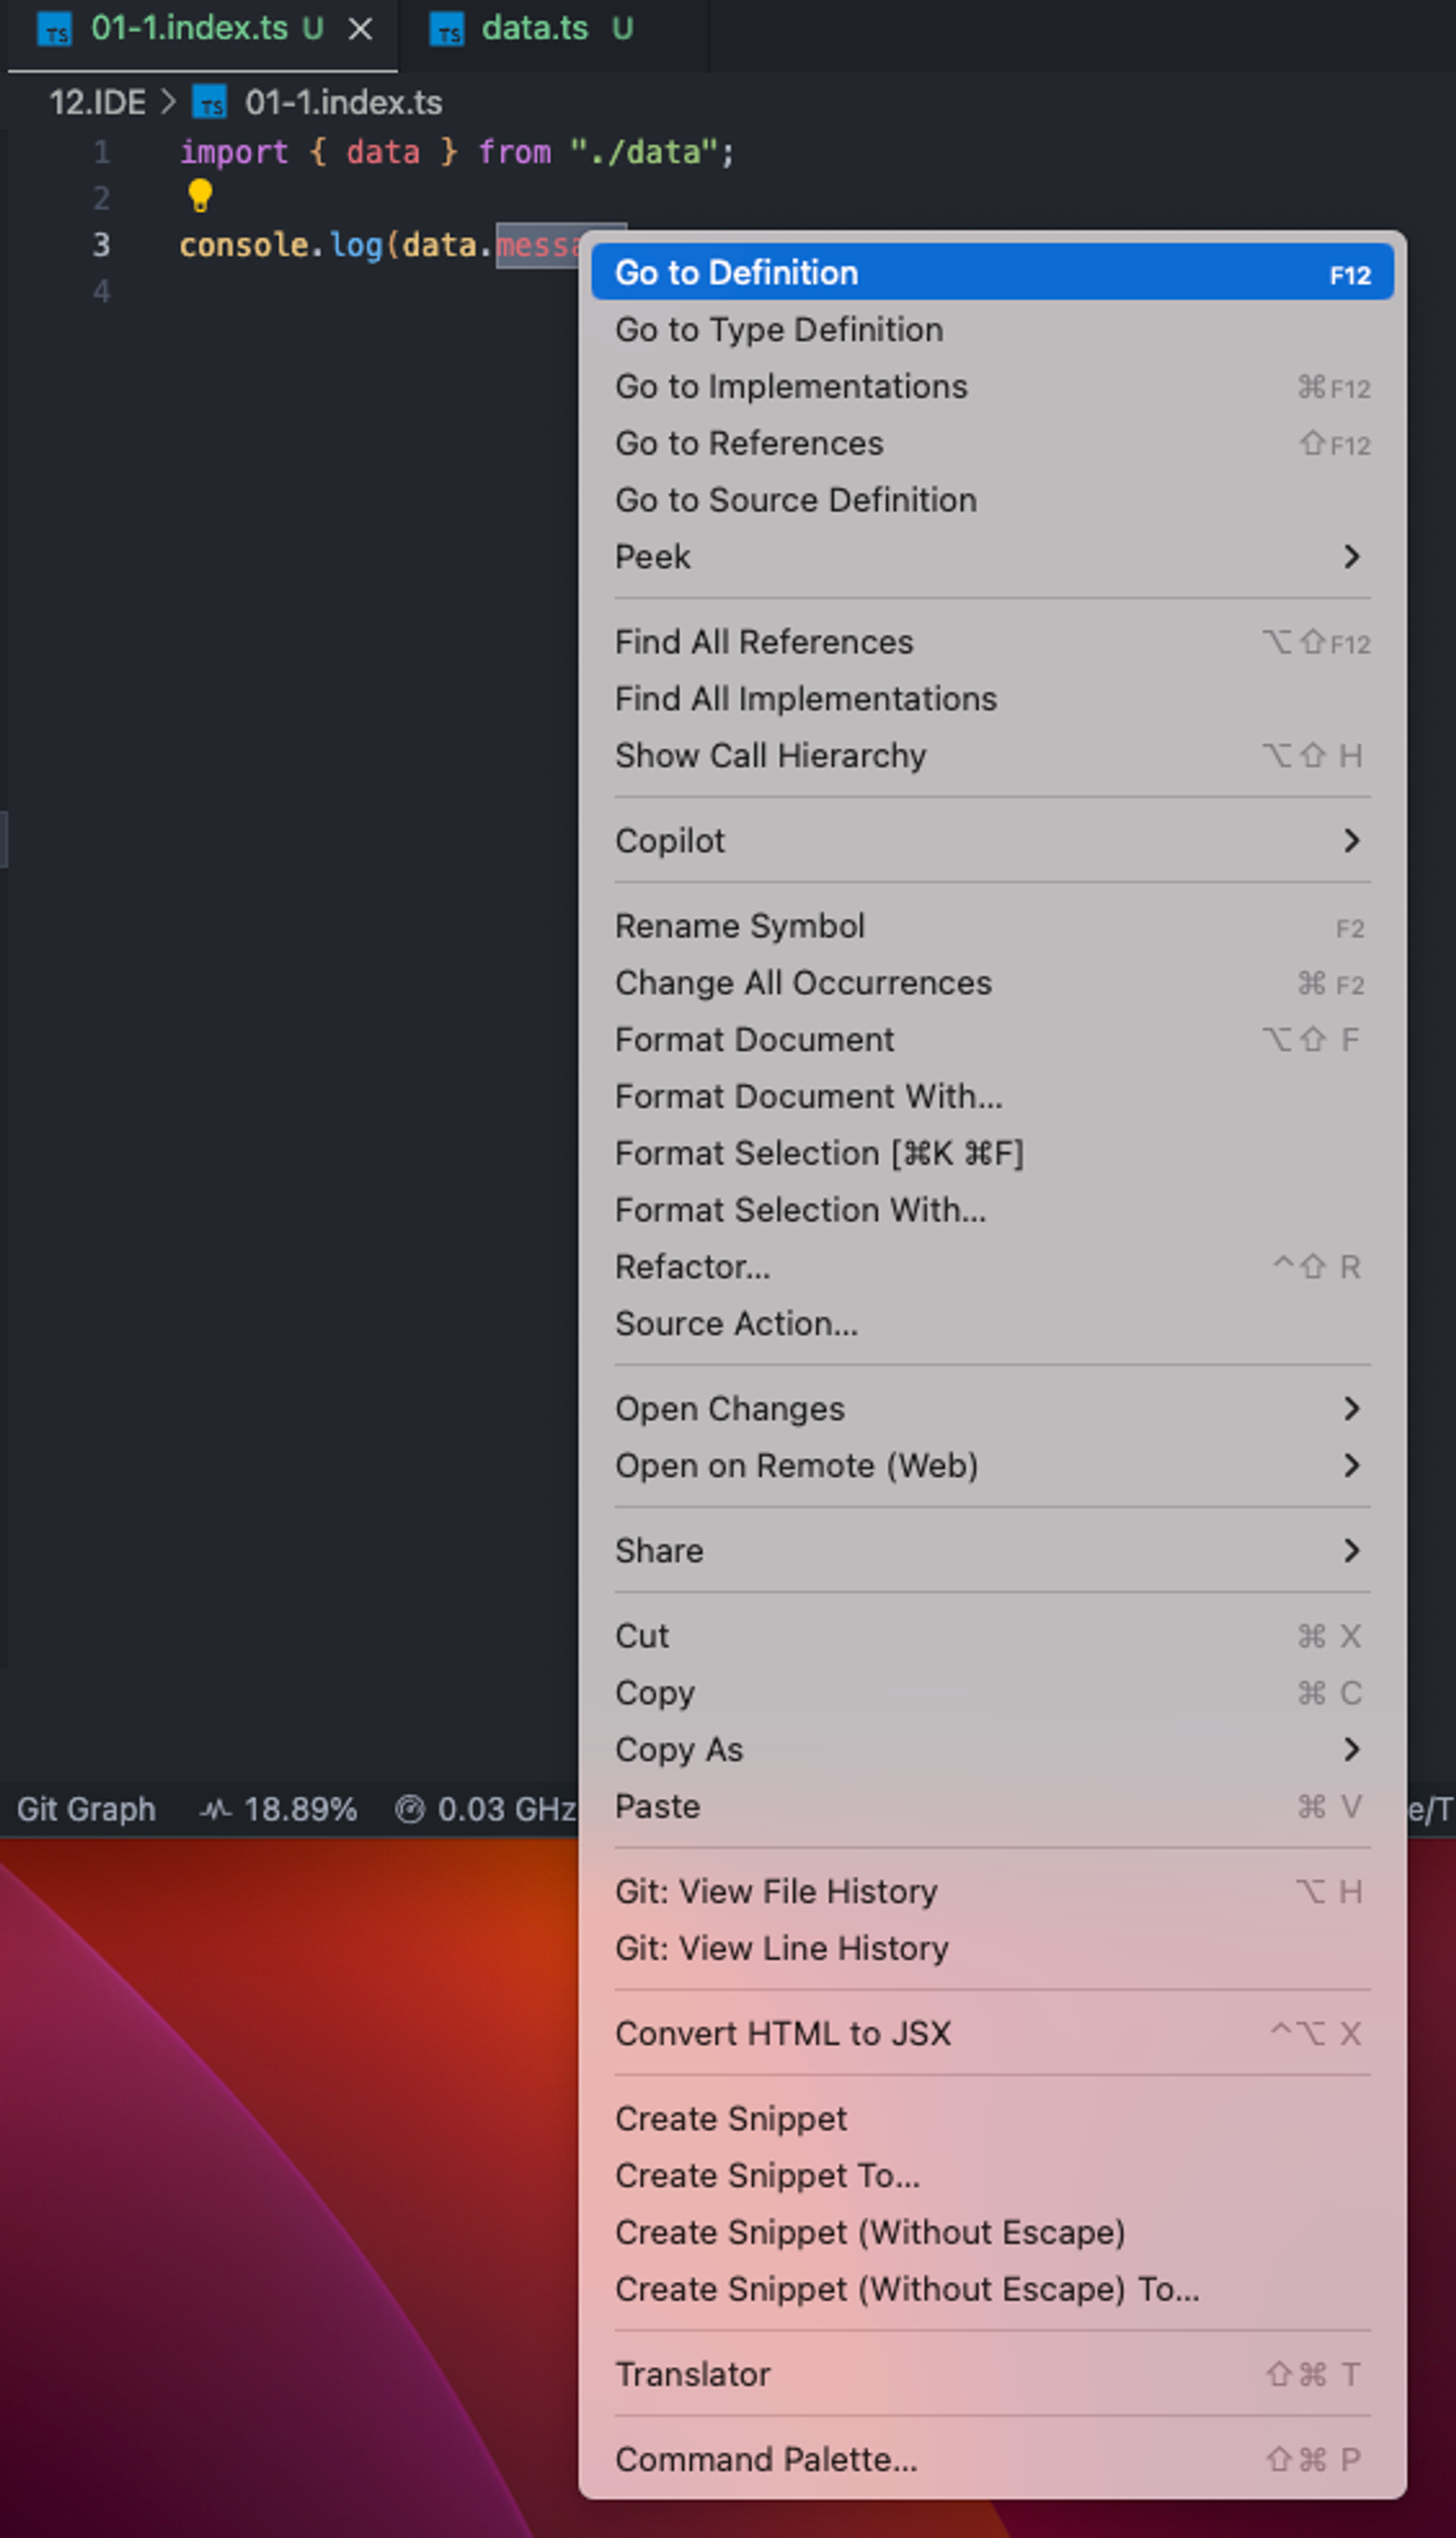 TS 01-1.index.ts U × TS data.ts U
12.IDE > TS 01-1.index.ts
1 import { data } from "./data";
2
3 console.log(data.messa
4
Go to Definition F12
Go to Type Definition
Go to Implementations ⌘F12
Go to References ⇧F12
Go to Source Definition
Peek >
Find All References ⌥⇧F12
Find All Implementations
Show Call Hierarchy ⌥⇧ H
Copilot >
Rename Symbol F2
Change All Occurrences ⌘ F2
Format Document ⌥⇧ F
Format Document With...
Format Selection [⌘K ⌘F]
Format Selection With...
Refactor... ^⇧ R
Source Action...
Open Changes >
Open on Remote (Web) >
Share >
Cut ⌘ X
Copy ⌘ C
Copy As >
Paste ⌘ V
Git Graph 18.89% 0.03 GHz e/T
Git: View File History ⌥ H
Git: View Line History
Convert HTML to JSX ^⌥ X
Create Snippet
Create Snippet To...
Create Snippet (Without Escape)
Create Snippet (Without Escape) To...
Translator ⇧⌘ T
Command Palette... ⇧⌘ P